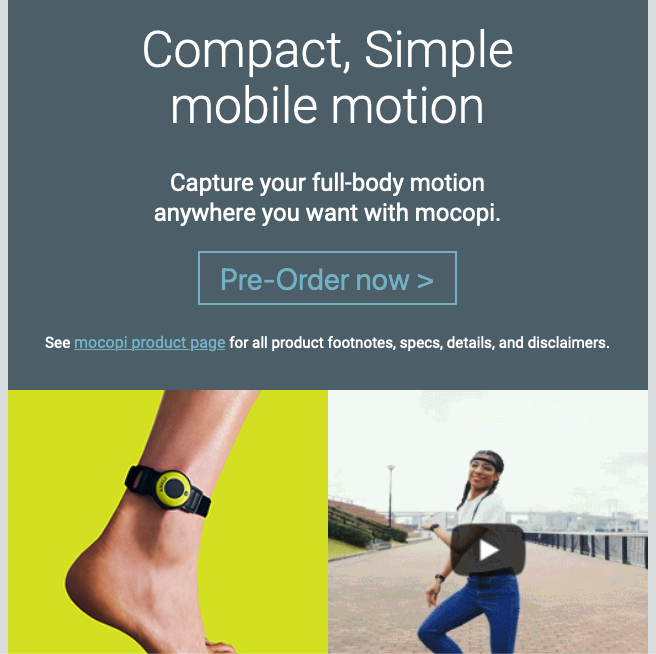 Compact, Simple
mobile motion
Capture your full-body motion
anywhere you want with mocopi.
Pre-Order now >
See mocopi product page for all product footnotes, specs, details, and disclaimers.